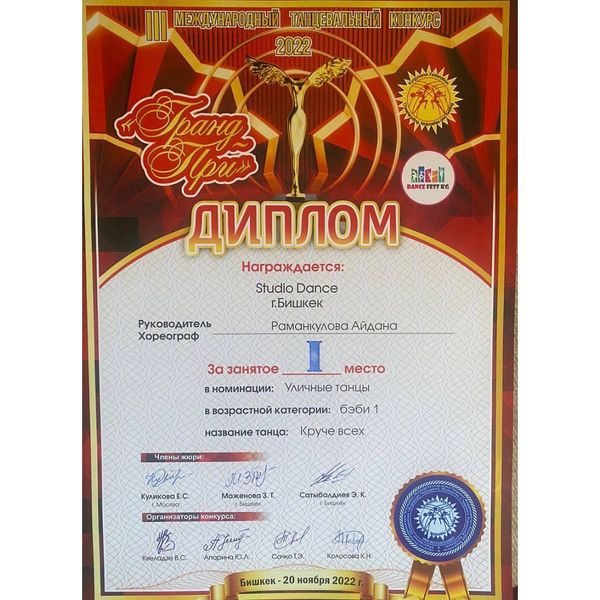 III МЕЖДУНАРОДНЫЙ ТАНЦЕВАЛЬНЫЙ КОНКУРС
2022
«Гранд
При»
DANCE FEST KG
ДИПЛОМ
Награждается:
Studio Dance
г.Бишкек
Руководитель
Хореограф
Раманкулова Айдана
За занятое I место
в номинации: Уличные танцы
в возрастной категории: бэби 1
название танца: Круче всех
Члены жюри:
Куликова Е.С. Маженова З. Т. Сатыбалдиев Э. К.
г. Москва г. Бишкек г. Бишкек
Организаторы конкурса:
Квеладзе В.С. Апарина Ю.Л. Сачко Т.Э. Колосова К.Н.
Бишкек - 20 ноября 2022 г.